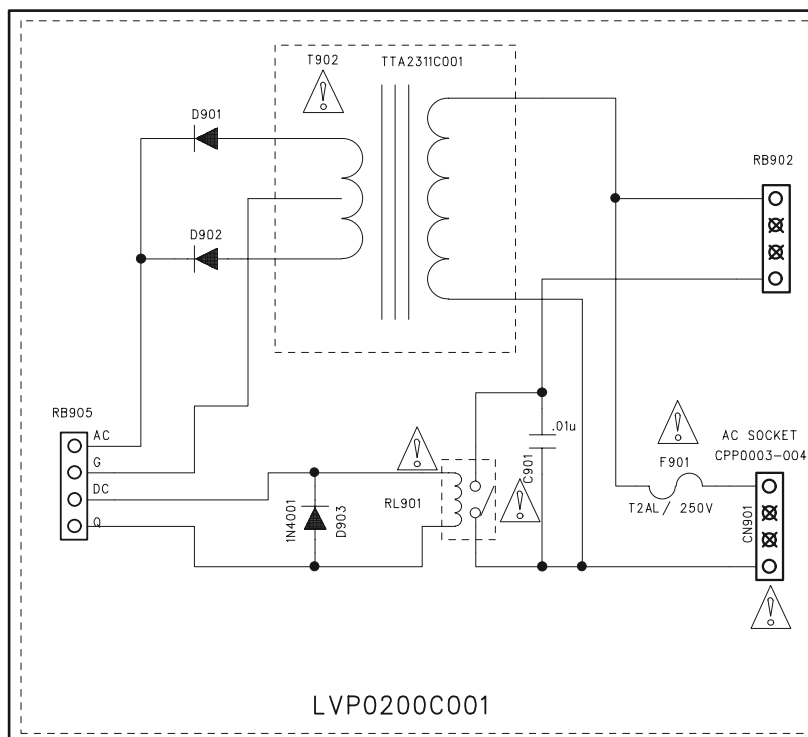 T902
TTA2311C001
D901
RB902
D902
RB905
AC
G
DC
Q
.01u
C901
AC SOCKET
CPP0003-004
F901
T2AL/ 250V
RL901
1N4001
D903
CN901
LVP0200C001